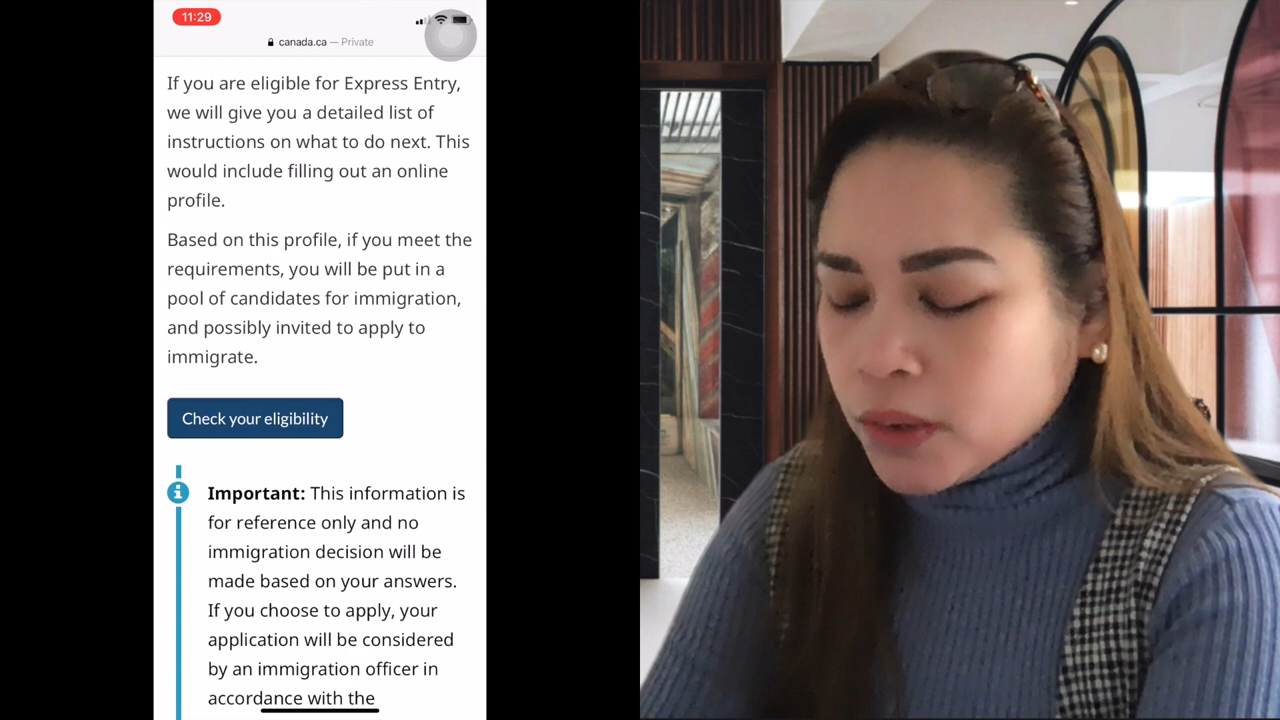 11:29
canada.ca — Private
If you are eligible for Express Entry,
we will give you a detailed list of
instructions on what to do next. This
would include filling out an online
profile.
Based on this profile, if you meet the
requirements, you will be put in a
pool of candidates for immigration,
and possibly invited to apply to
immigrate.
Check your eligibility
Important: This information is
for reference only and no
immigration decision will be
made based on your answers.
If you choose to apply, your
application will be considered
by an immigration officer in
accordance with the